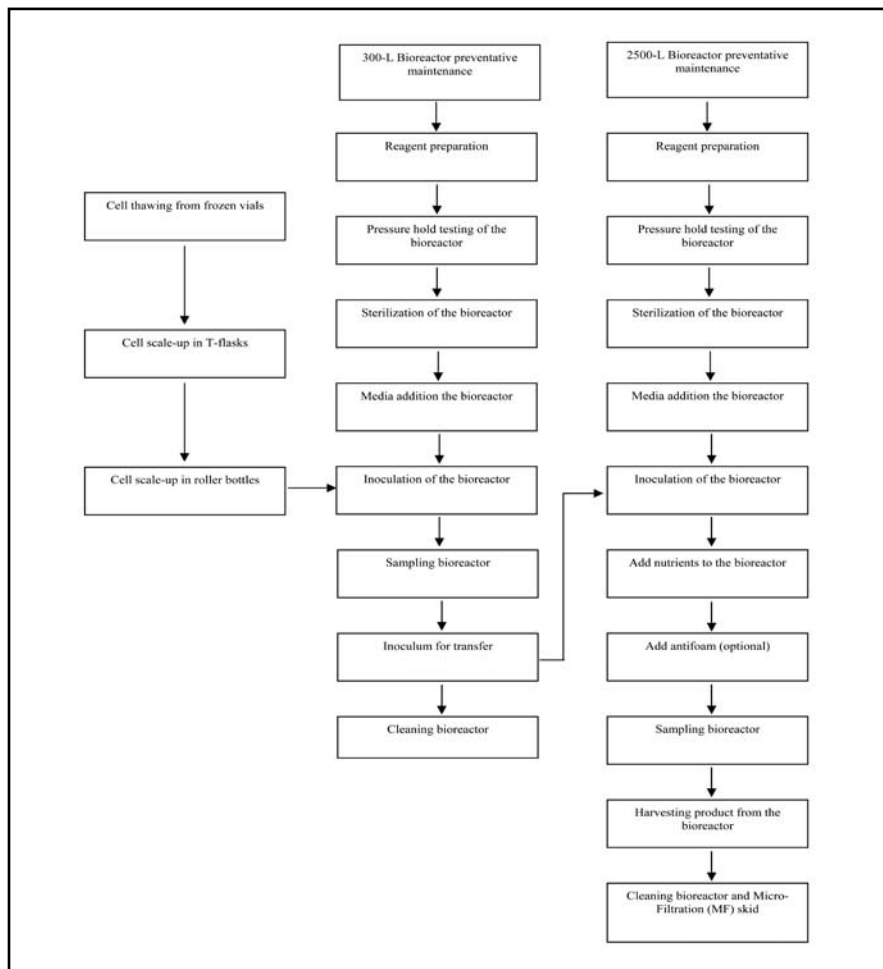 Cell thawing from frozen vials
Cell scale-up in T-flasks
Cell scale-up in roller bottles
300-L Bioreactor preventative
maintenance
Reagent preparation
Pressure hold testing of the
bioreactor
Sterilization of the bioreactor
Media addition the bioreactor
Inoculation of the bioreactor
Sampling bioreactor
Inoculum for transfer
Cleaning bioreactor
2500-L Bioreactor preventative
maintenance
Reagent preparation
Pressure hold testing of the
bioreactor
Sterilization of the bioreactor
Media addition the bioreactor
Inoculation of the bioreactor
Add nutrients to the bioreactor
Add antifoam (optional)
Sampling bioreactor
Harvesting product from the
bioreactor
Cleaning bioreactor and Micro-
Filtration (MF) skid